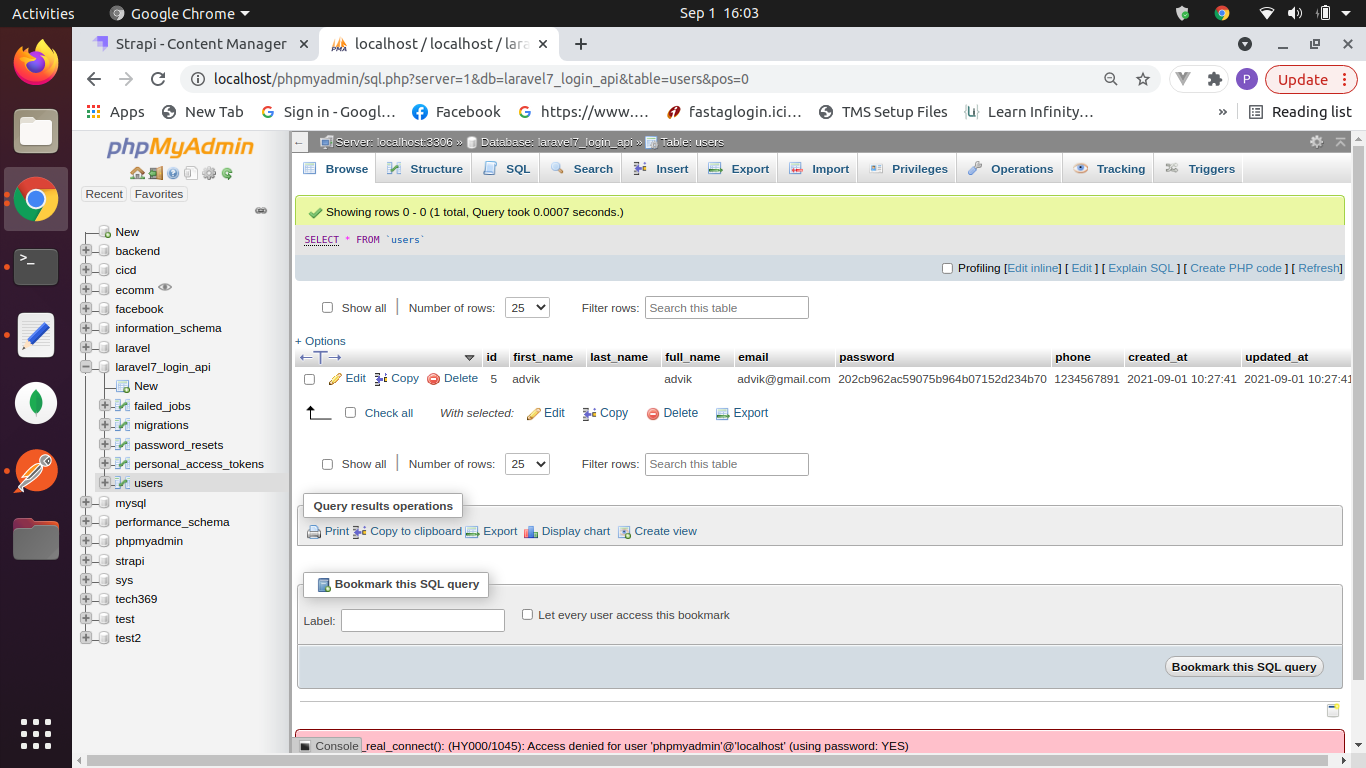 Activities Google Chrome Sep 1 16:03
Strapi - Content Manager localhost / localhost / lara
localhost/phpmyadmin/sql.php?server=1&db=laravel7_login_api&table=users&pos=0 P Update
Apps New Tab Sign in - Googl... Facebook https://www.... fastaglogin.ici... TMS Setup Files Learn Infinity... » Reading list
phpMyAdmin
Recent Favorites
New
backend
cicd
ecomm
facebook
information_schema
laravel
laravel7_login_api
New
failed_jobs
migrations
password_resets
personal_access_tokens
users
mysql
performance_schema
phpmyadmin
strapi
sys
tech369
test
test2
Server: localhost:3306 » Database: laravel7_login_api » Table: users
Browse Structure SQL Search Insert Export Import Privileges Operations Tracking Triggers
Showing rows 0 - 0 (1 total, Query took 0.0007 seconds.)
SELECT * FROM `users`
Profiling [Edit inline] [ Edit ] [ Explain SQL ] [ Create PHP code ] [ Refresh]
Show all Number of rows: 25 Filter rows: Search this table
+ Options
id first_name last_name full_name email password phone created_at updated_at
Edit Copy Delete 5 advik advik advik@gmail.com 202cb962ac59075b964b07152d234b70 1234567891 2021-09-01 10:27:41 2021-09-01 10:27:41
Check all With selected: Edit Copy Delete Export
Show all Number of rows: 25 Filter rows: Search this table
Query results operations
Print Copy to clipboard Export Display chart Create view
Bookmark this SQL query
Label: Let every user access this bookmark
Bookmark this SQL query
Console _real_connect(): (HY000/1045): Access denied for user 'phpmyadmin'@'localhost' (using password: YES)